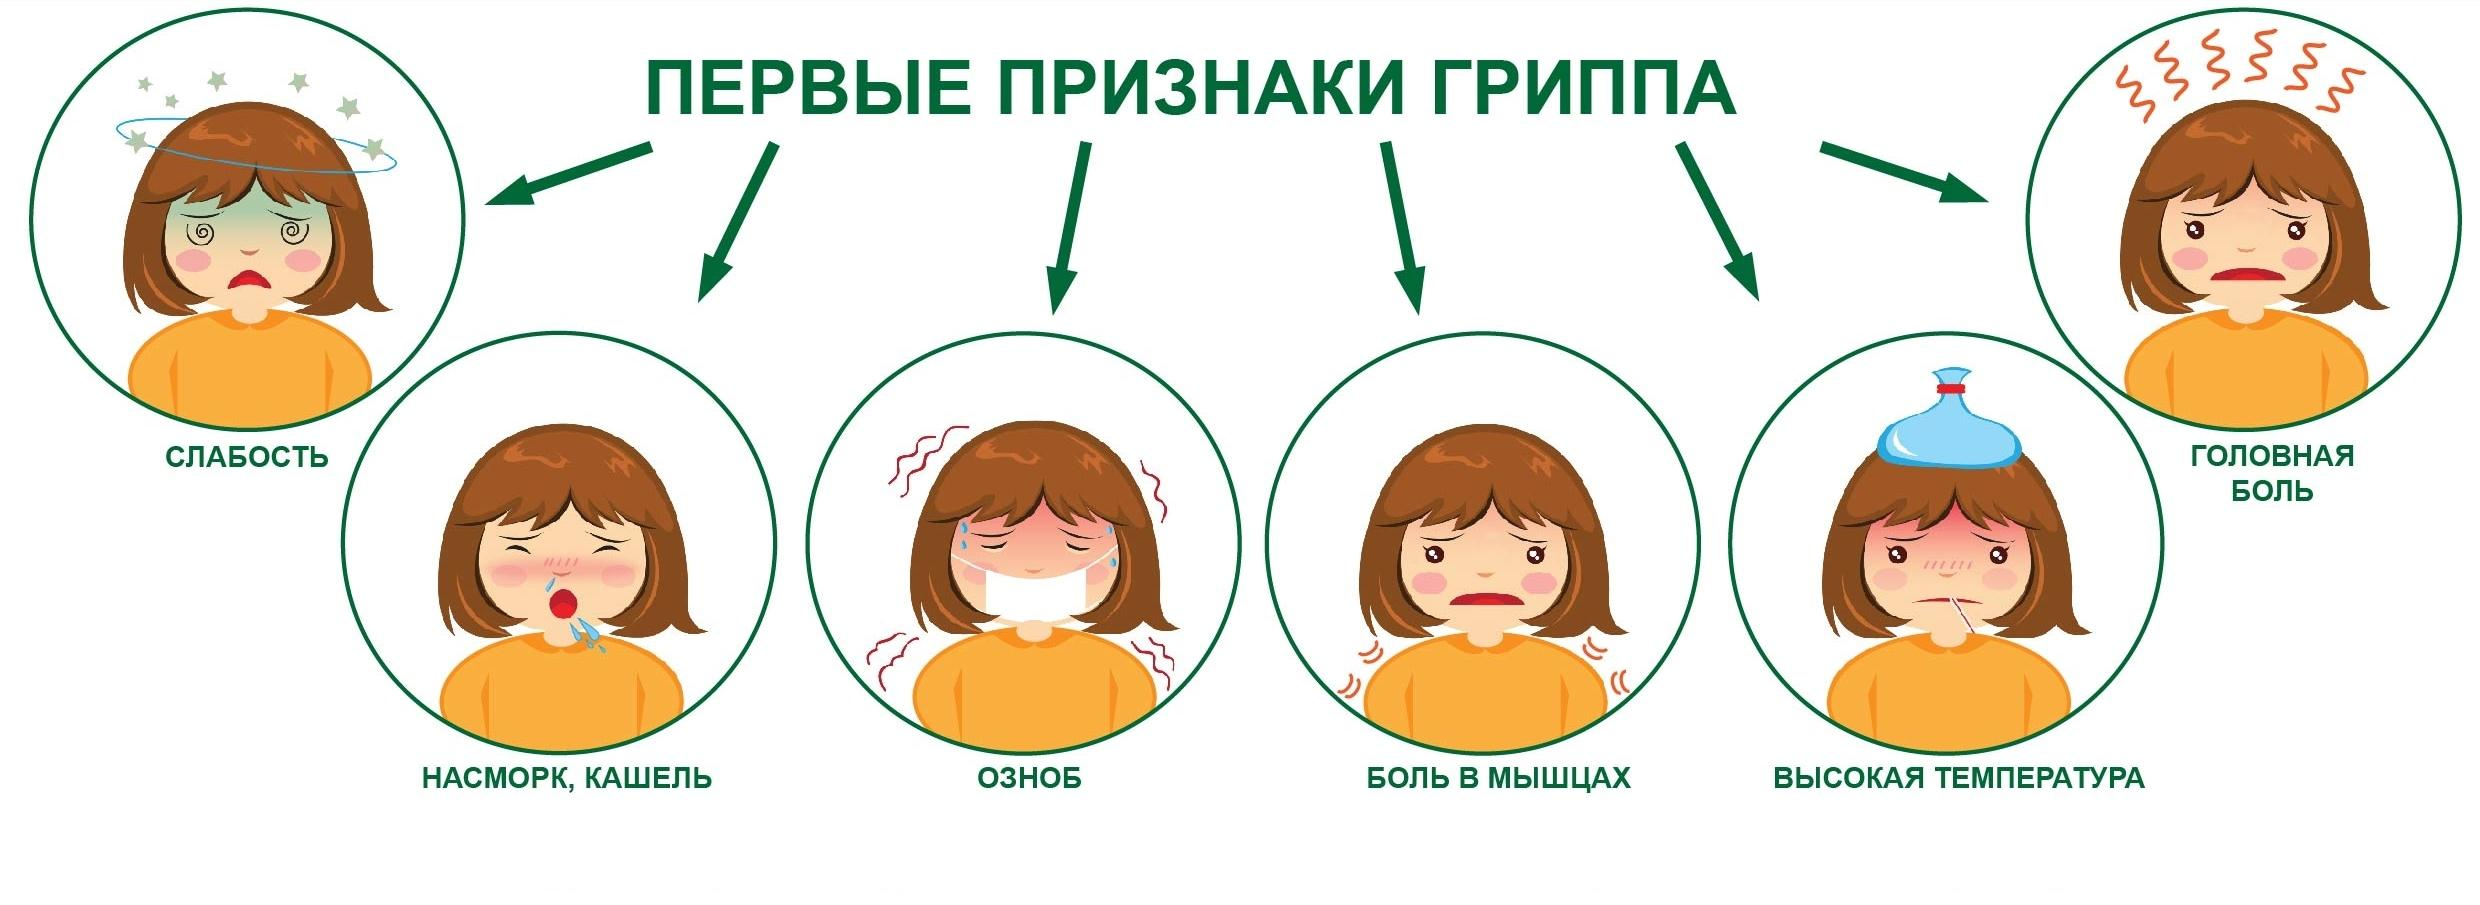 ПЕРВЫЕ ПРИЗНАКИ ГРИППА
СЛАБОСТЬ
НАСМОРК, КАШЕЛЬ
ОЗНОБ
БОЛЬ В МЫШЦАХ
ВЫСОКАЯ ТЕМПЕРАТУРА
ГОЛОВНАЯ
БОЛЬ